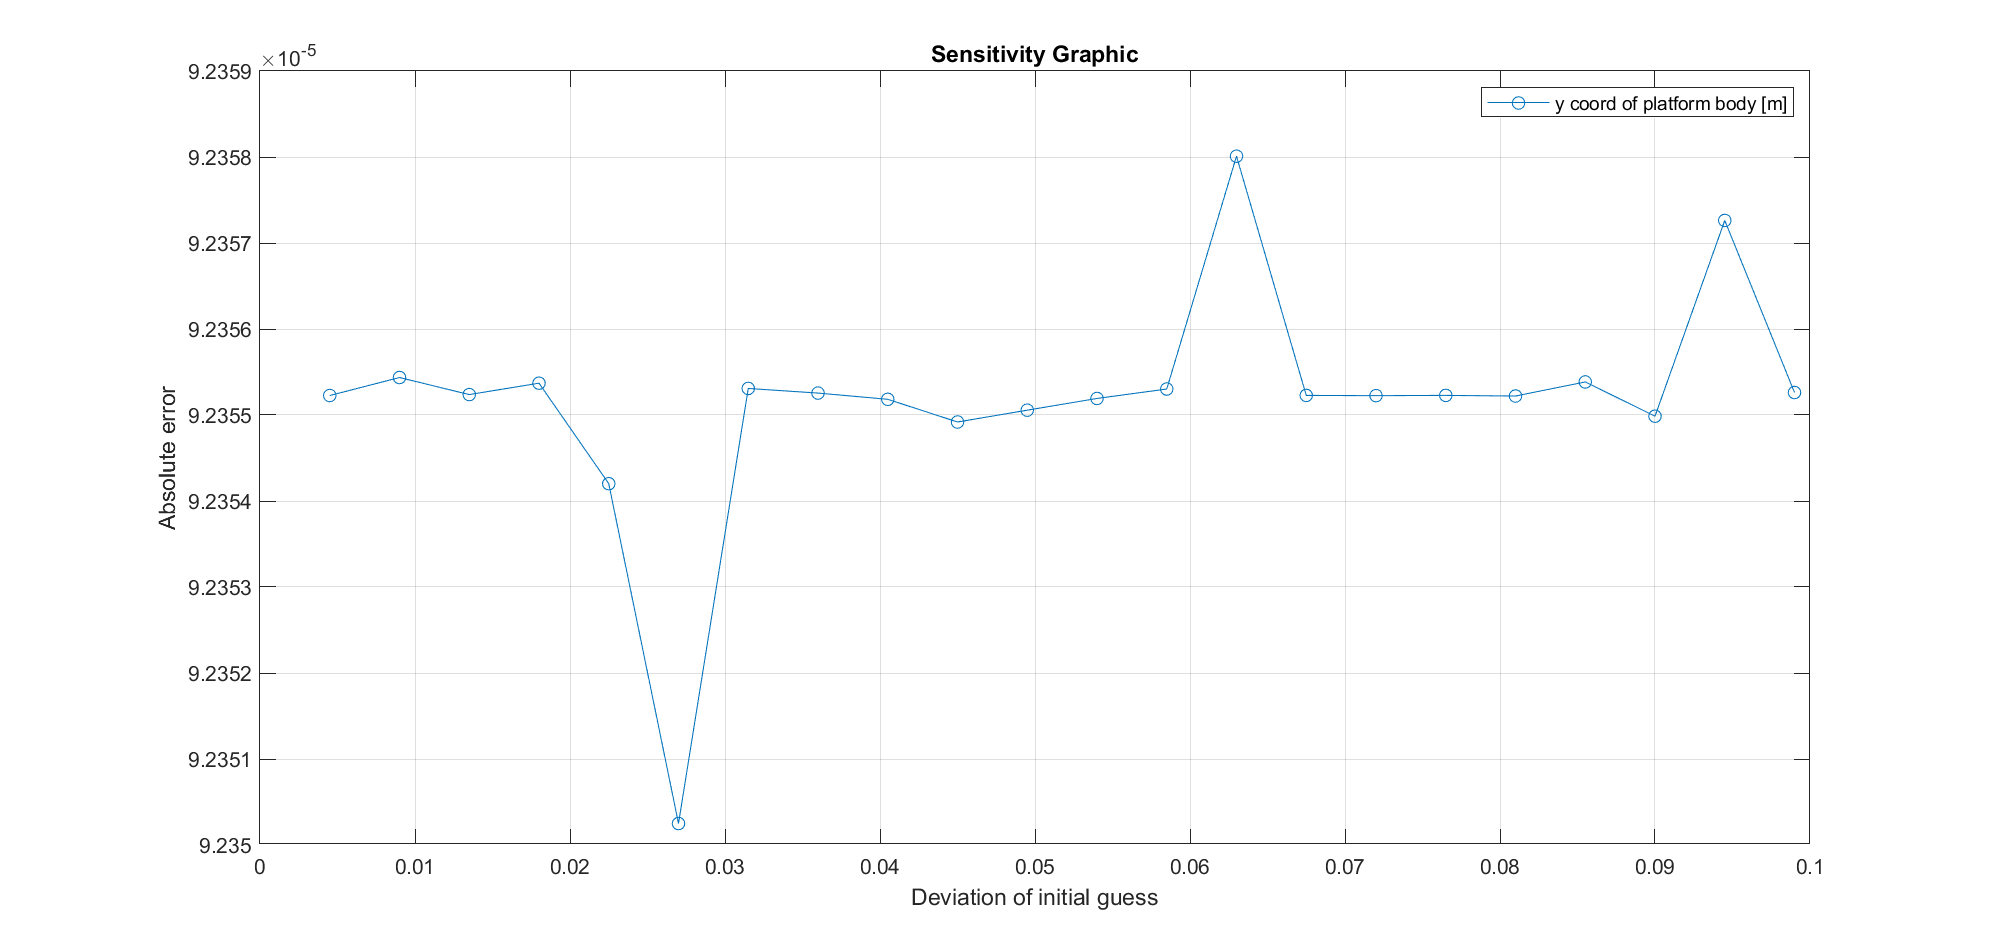 Sensitivity Graphic
×10-5
9.2359
9.2358
9.2357
9.2356
9.2355
9.2354
9.2353
9.2352
9.2351
9.235
Absolute error
y coord of platform body [m]
0 0.01 0.02 0.03 0.04 0.05 0.06 0.07 0.08 0.09 0.1
Deviation of initial guess